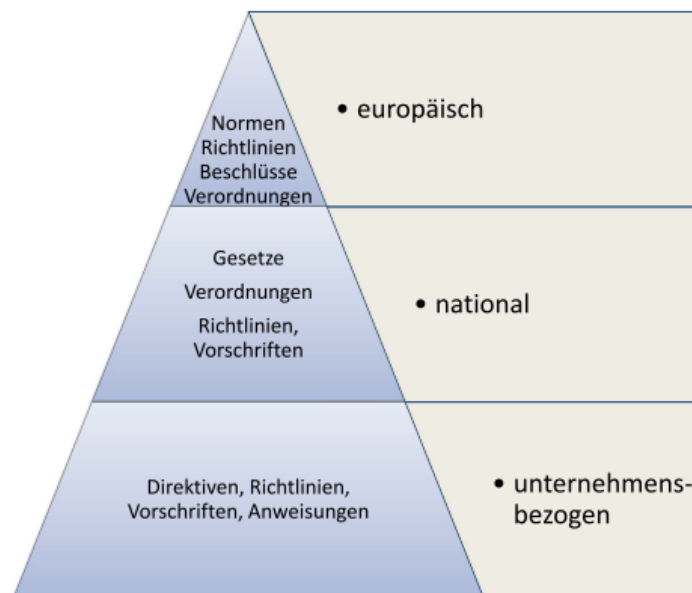 Normen
Richtlinien
Beschlüsse
Verordnungen
• europäisch
Gesetze
Verordnungen
Richtlinien,
Vorschriften
• national
Direktiven, Richtlinien,
Vorschriften, Anweisungen
• unternehmens-
bezogen